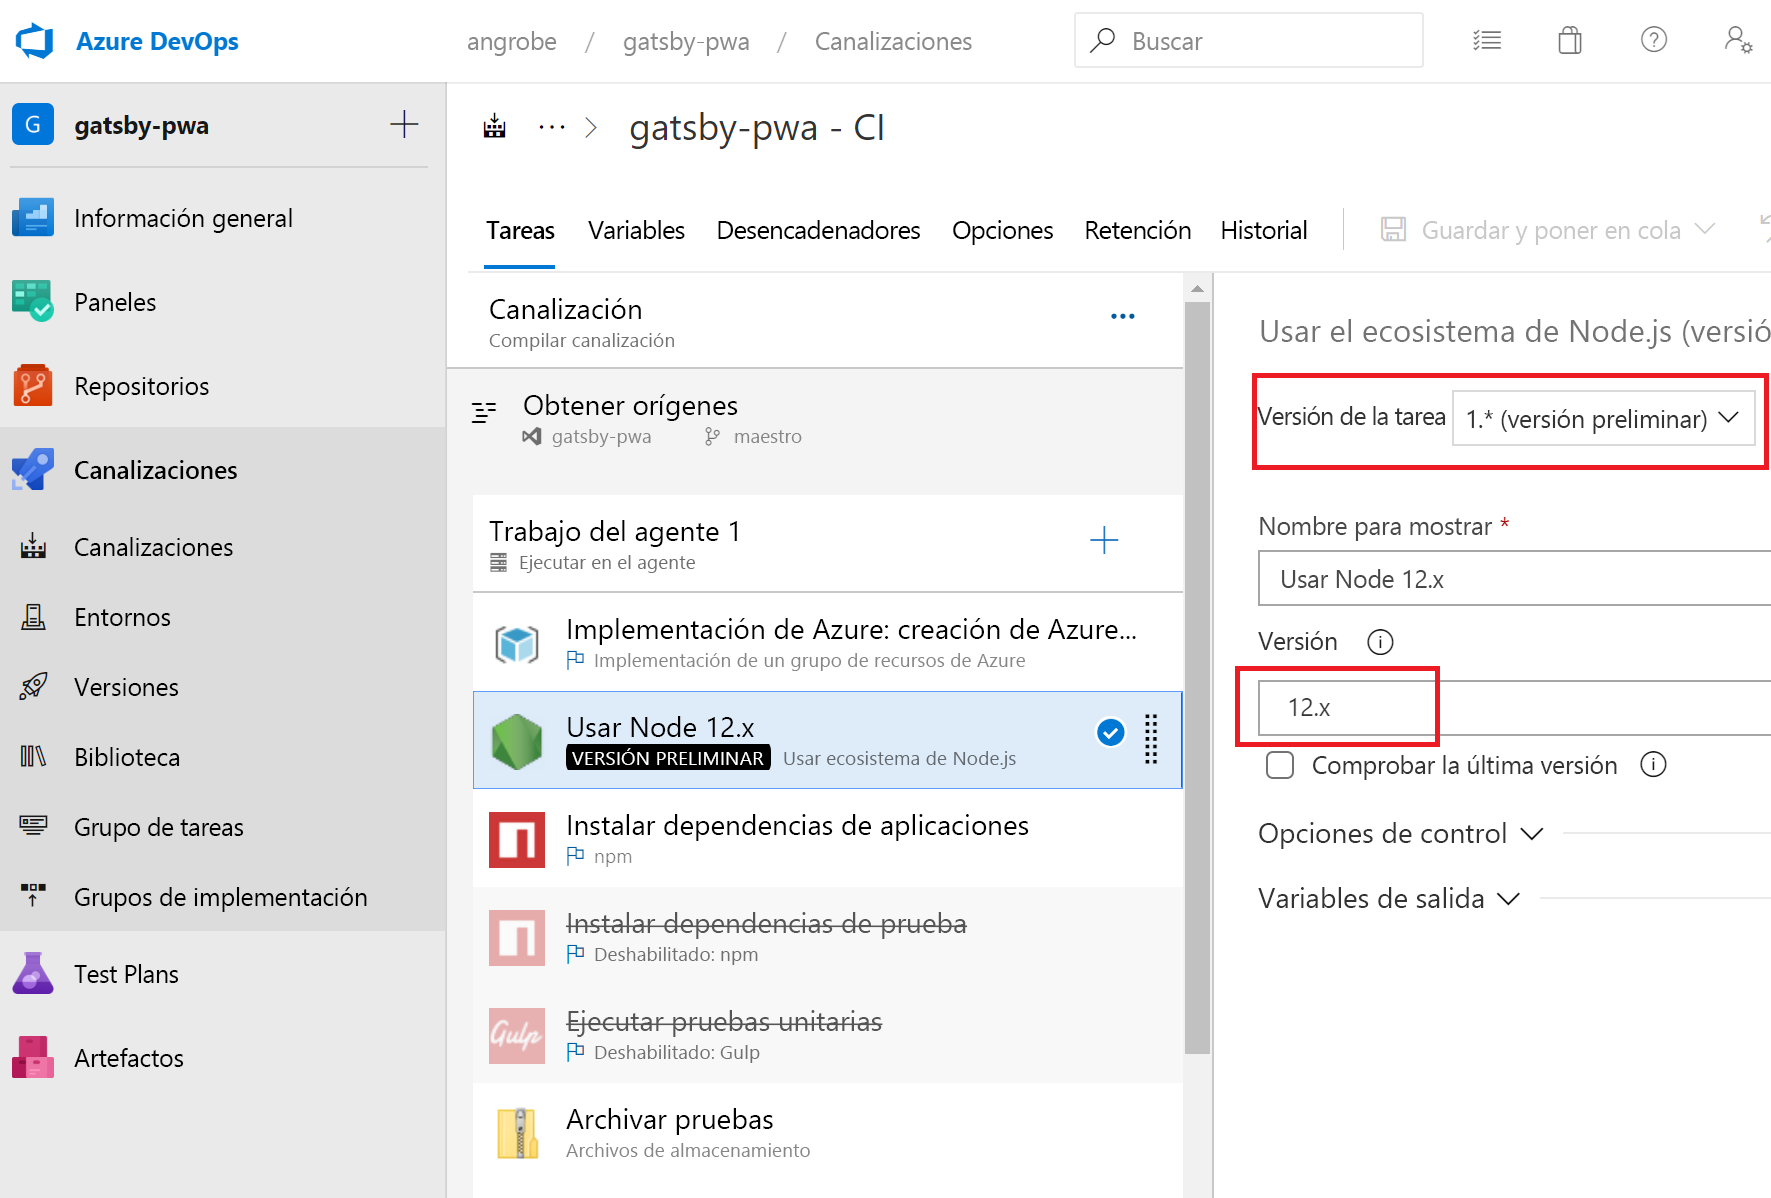 Azure DevOps
angrobe / gatsby-pwa / Canalizaciones
Buscar
G gatsby-pwa
Información general
Paneles
Repositorios
Canalizaciones
Canalizaciones
Entornos
Versiones
Biblioteca
Grupo de tareas
Grupos de implementación
Test Plans
Artefactos
··· > gatsby-pwa - CI
Tareas Variables Desencadenadores Opciones Retención Historial Guardar y poner en cola
Canalización
Compilar canalización
Obtener orígenes
gatsby-pwa maestro
Trabajo del agente 1
Ejecutar en el agente
Implementación de Azure: creación de Azure...
Implementación de un grupo de recursos de Azure
Usar Node 12.x
VERSIÓN PRELIMINAR Usar ecosistema de Node.js
Instalar dependencias de aplicaciones
npm
Instalar dependencias de prueba
Deshabilitado: npm
Gulp
Ejecutar pruebas unitarias
Deshabilitado: Gulp
Archivar pruebas
Archivos de almacenamiento
Usar el ecosistema de Node.js (versió
Versión de la tarea 1.* (versión preliminar)
Nombre para mostrar *
Usar Node 12.x
Versión
12.x
Comprobar la última versión
Opciones de control
Variables de salida